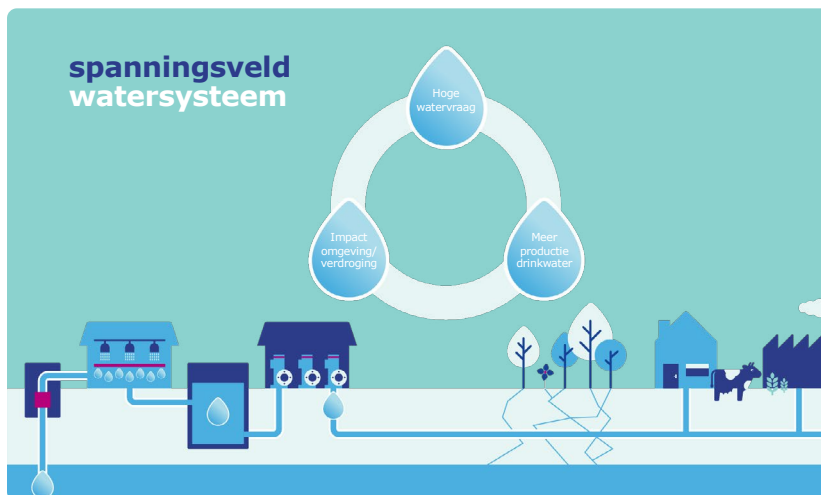 spanningsveld
watersysteem
Hoge
watervraag
Impact
omgeving/
verdroging
Meer
productie
drinkwater